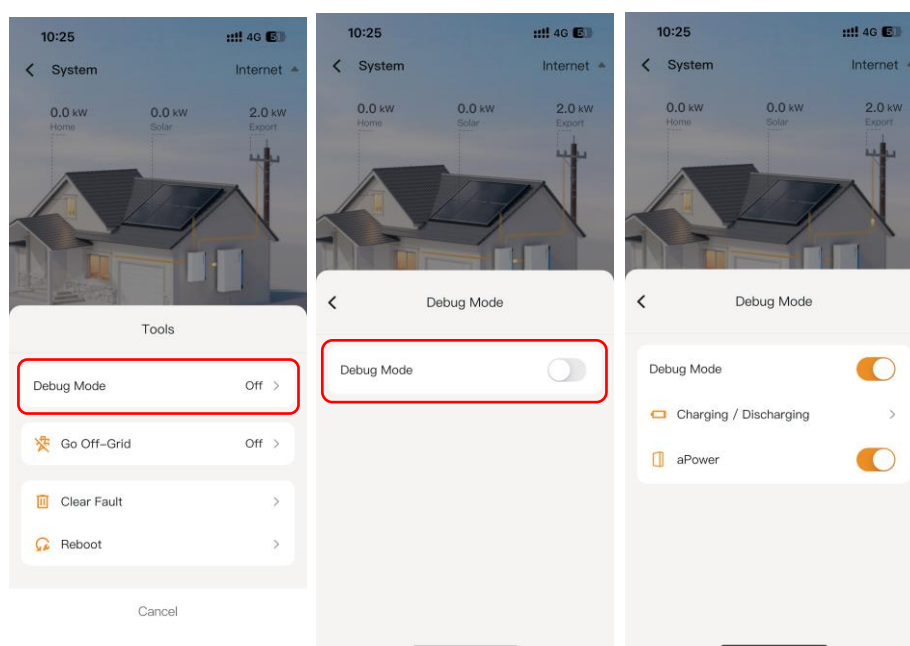 10:25
4G 5
System
Internet
0.0 kW
0.0 kW
2.0 kW
Home
Solar
Export
Tools
Debug Mode
Off
Go Off-Grid
Off
Clear Fault
Reboot
Cancel
10:25
4G 5
System
Internet
0.0 kW
0.0 kW
2.0 kW
Home
Solar
Export
Debug Mode
Debug Mode
10:25
4G 5
System
Internet
0.0 kW
0.0 kW
2.0 kW
Home
Solar
Export
Debug Mode
Debug Mode
Charging / Discharging
aPower